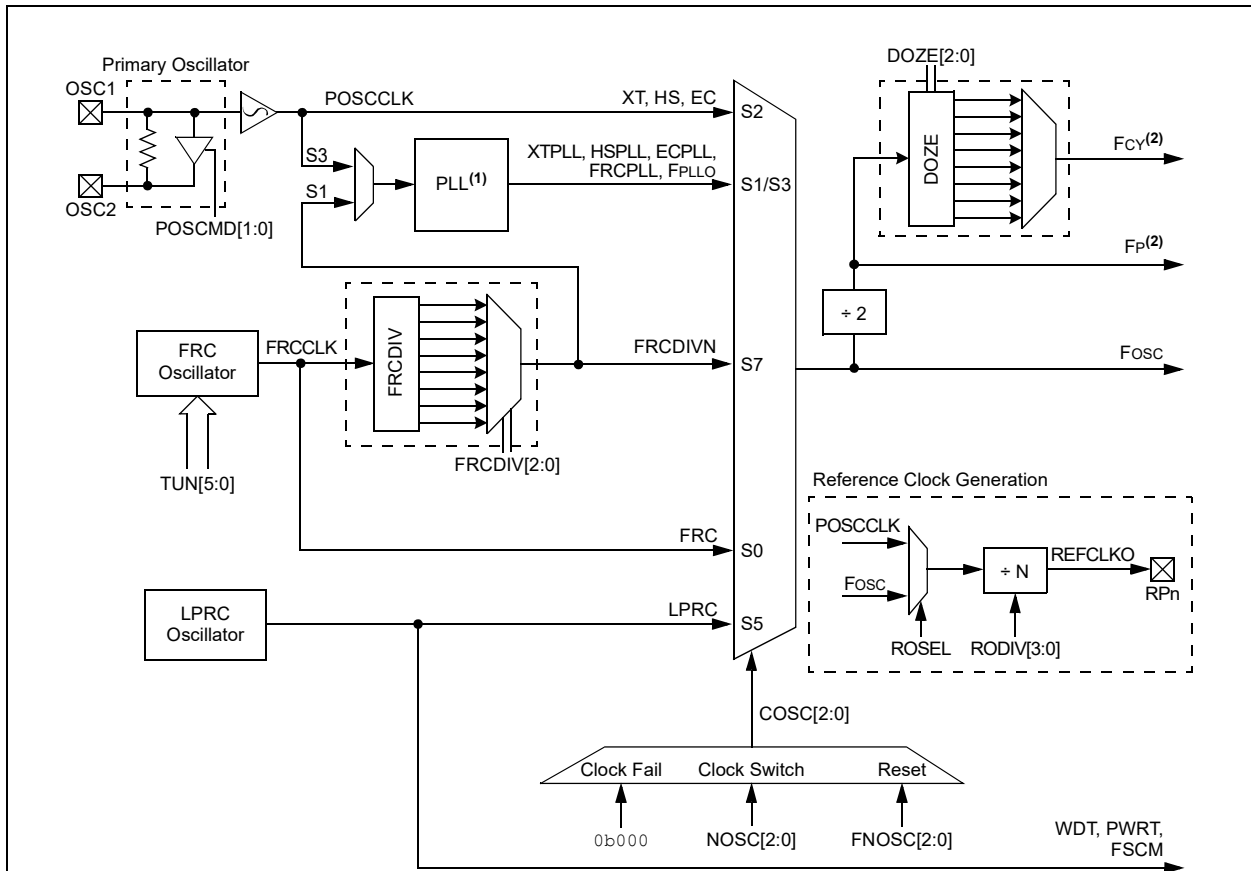 Primary Oscillator
OSC1
OSC2
POSCMD[1:0]
POSCCLK
S3
S1
PLL(1)
XT, HS, EC
S2
XTPLL, HSPLL, ECPLL,
FRCPLL, FPLLO
S1/S3
DOZE[2:0]
DOZE
FCY(2)
FP(2)
÷ 2
FOSC
FRC
Oscillator
TUN[5:0]
FRCCLK
FRCDIV
FRCDIV[2:0]
FRCDIVN
S7
FRC
S0
LPRC
Oscillator
LPRC
S5
Reference Clock Generation
POSCCLK
FOSC
ROSEL
÷ N
RODIV[3:0]
REFCLKO
RPn
COSC[2:0]
Clock Fail
Clock Switch
Reset
0b000
NOSC[2:0]
FNOSC[2:0]
WDT, PWRT,
FSCM